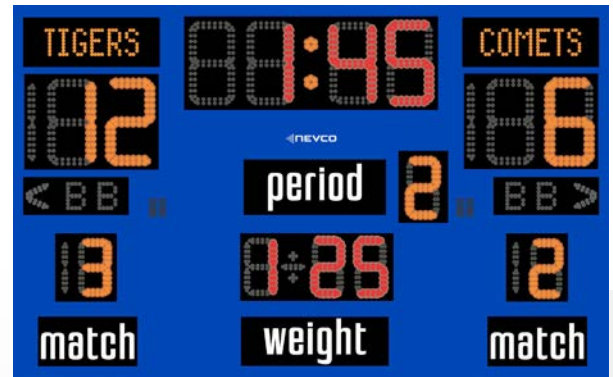 TIGERS 1:45 COMETS
12 6
NEVCO
period 2
BB BB
3 1 25 2
match weight match